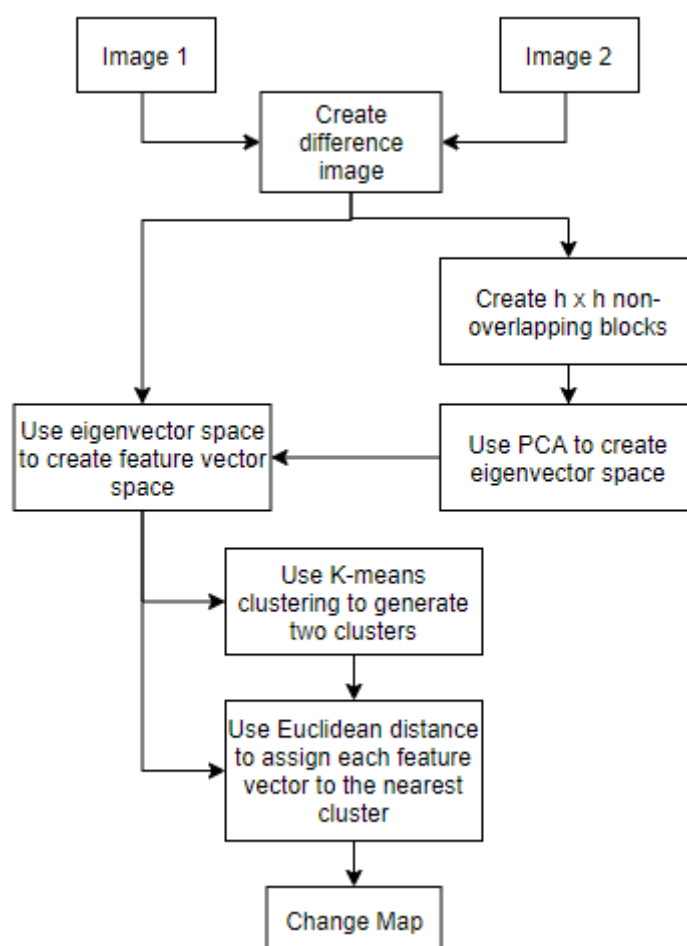 Image 1
Image 2
Create
difference
image
Create h x h non-
overlapping blocks
Use eigenvector space
to create feature vector
space
Use PCA to create
eigenvector space
Use K-means
clustering to generate
two clusters
Use Euclidean distance
to assign each feature
vector to the nearest
cluster
Change Map